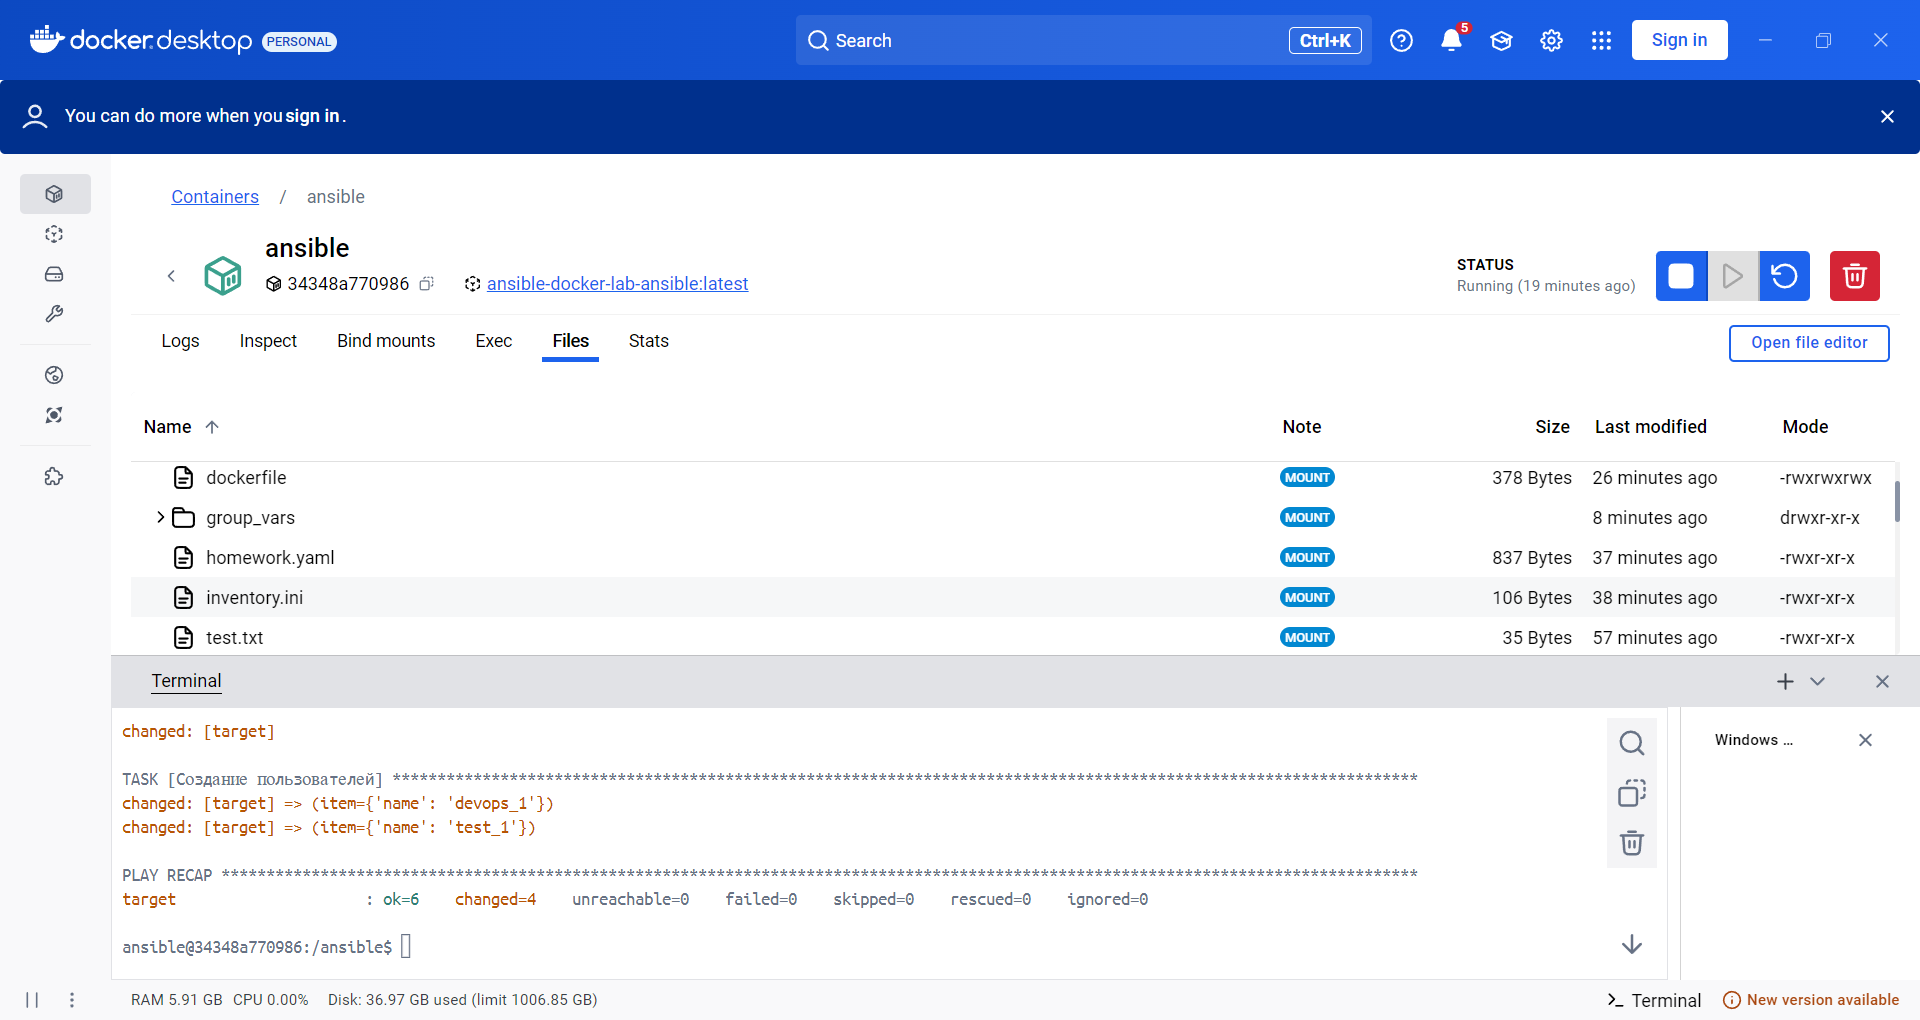 docker.desktop PERSONAL
Search Ctrl+K
5
Sign in
You can do more when you sign in.
Containers / ansible
ansible
34348a770986 ansible-docker-lab-ansible:latest
STATUS
Running (19 minutes ago)
Logs Inspect Bind mounts Exec Files Stats
Open file editor
Name Note Size Last modified Mode
dockerfile MOUNT 378 Bytes 26 minutes ago -rwxrwxrwx
group_vars MOUNT 8 minutes ago drwxr-xr-x
homework.yaml MOUNT 837 Bytes 37 minutes ago -rwxr-xr-x
inventory.ini MOUNT 106 Bytes 38 minutes ago -rwxr-xr-x
test.txt MOUNT 35 Bytes 57 minutes ago -rwxr-xr-x
Terminal
Windows ...
changed: [target]
TASK [Создание пользователей] ******************************************************************************************************************
changed: [target] => (item={'name': 'devops_1'})
changed: [target] => (item={'name': 'test_1'})
PLAY RECAP *************************************************************************************************************************************
target : ok=6 changed=4 unreachable=0 failed=0 skipped=0 rescued=0 ignored=0
ansible@34348a770986:/ansible$
RAM 5.91 GB CPU 0.00% Disk: 36.97 GB used (limit 1006.85 GB)
>_ Terminal
New version available